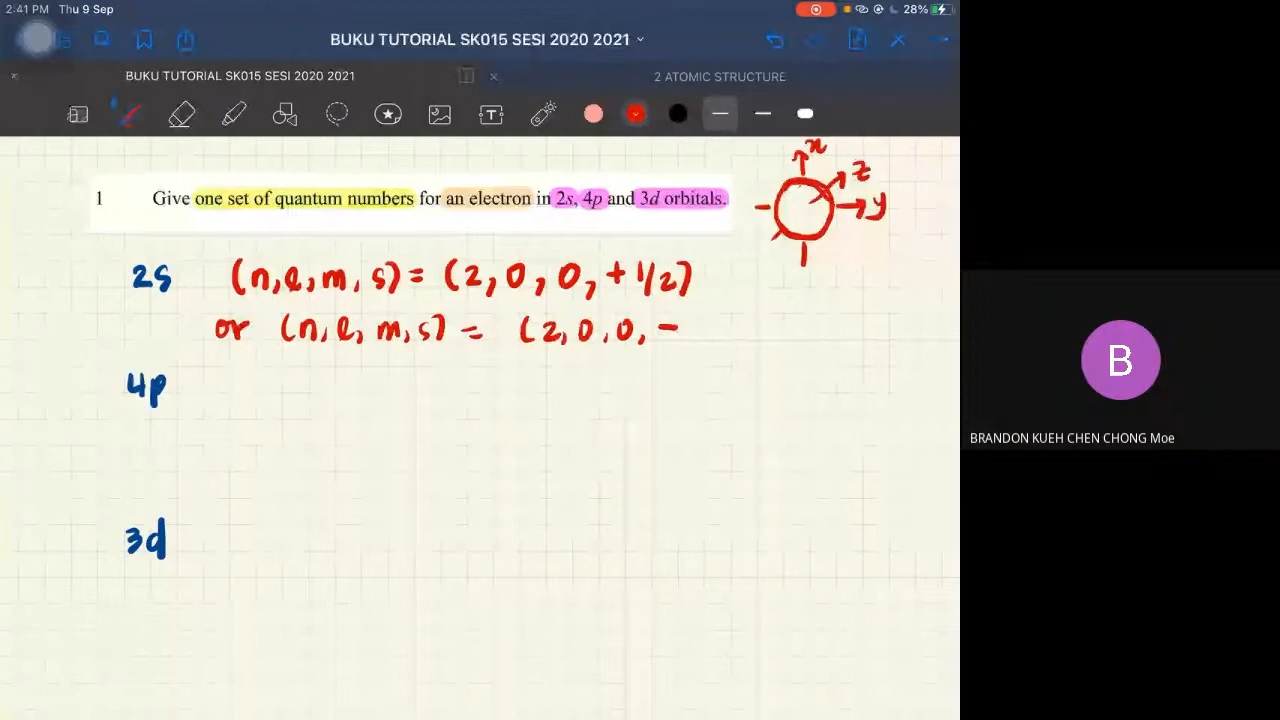 2:41 PM Thu 9 Sep 28%
BUKU TUTORIAL SK015 SESI 2020 2021
BUKU TUTORIAL SK015 SESI 2020 2021 2 ATOMIC STRUCTURE
1 Give one set of quantum numbers for an electron in 2s, 4p and 3d orbitals.
x
z
y
2s (n, l, m, s) = (2, 0, 0, + 1/2)
or (n, l, m, s) = (2, 0, 0, -
4p
3d
B
BRANDON KUEH CHEN CHONG Moe